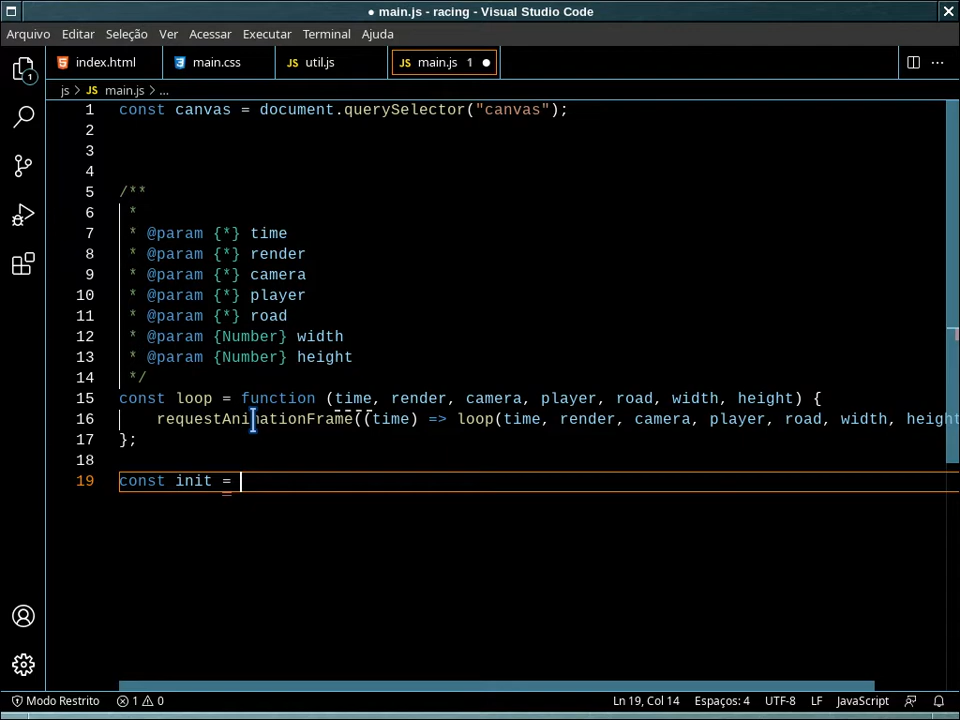 ● main.js - racing - Visual Studio Code
Arquivo Editar Seleção Ver Acessar Executar Terminal Ajuda
index.html main.css JS util.js JS main.js 1 ●
js > JS main.js > ...
1 const canvas = document.querySelector("canvas");
2
3
4
5 /**
6 *
7 * @param {*} time
8 * @param {*} render
9 * @param {*} camera
10 * @param {*} player
11 * @param {*} road
12 * @param {Number} width
13 * @param {Number} height
14 */
15 const loop = function (time, render, camera, player, road, width, height) {
16 requestAnimationFrame((time) => loop(time, render, camera, player, road, width, height
17 };
18
19 const init =
1
Modo Restrito 1 0 Ln 19, Col 14 Espaços: 4 UTF-8 LF JavaScript